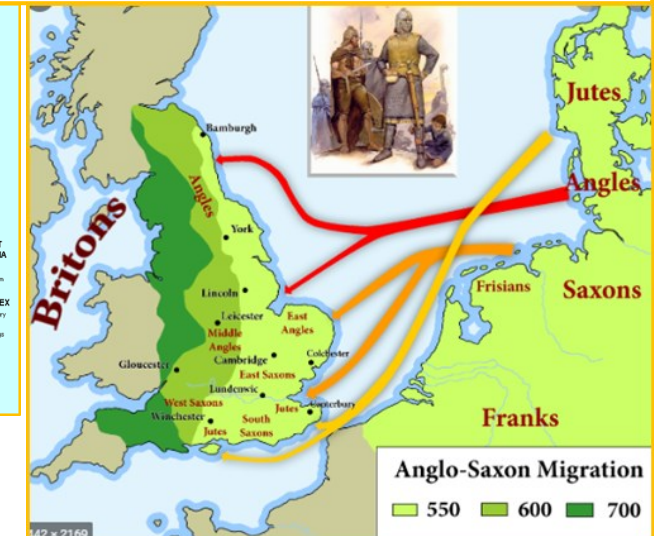 Jutes
Bamburgh
Angles
Angles
Britons
York
Frisians
Saxons
Lincoln
Leicester
East
Angles
Middle
Angles
Cambridge
Colchester
Gloucester
East Saxons
Lundenwic
West Saxons
Jutes
Canterbury
Winchester
South
Saxons
Jutes
Franks
Anglo-Saxon Migration
550
600
700
EX